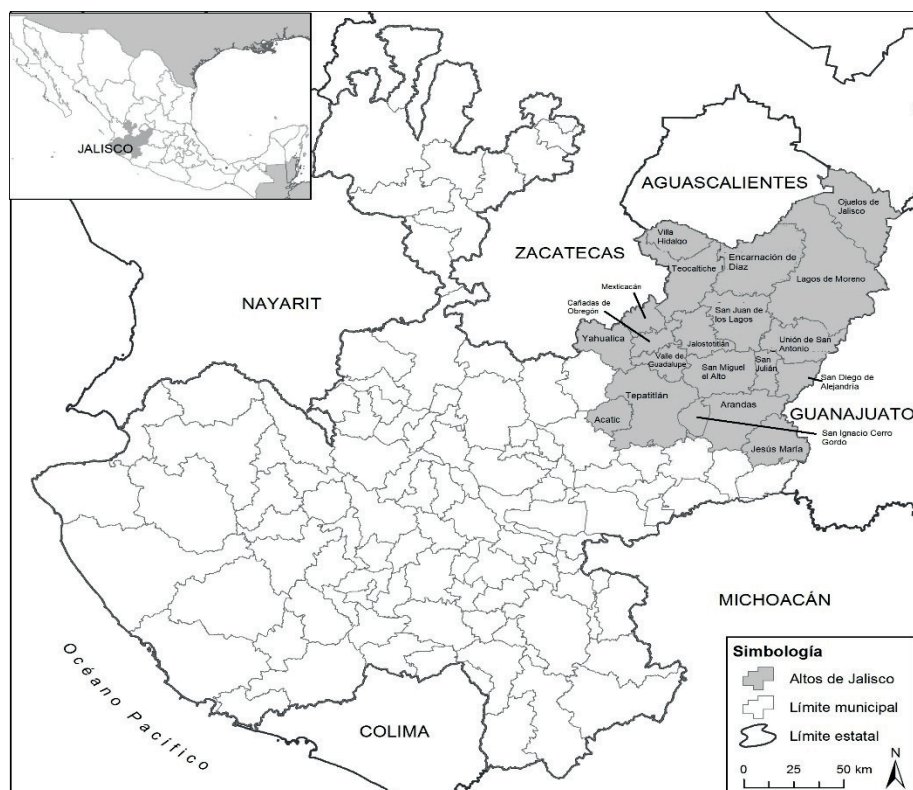 JALISCO
AGUASCALIENTES
Ojuelos de
Jalisco
Villa
Hidalgo
ZACATECAS
Encarnación de
Díaz
Teocaltiche
Lagos de Moreno
Mexticacán
NAYARIT
Cañadas de
Obregón
San Juan de
los Lagos
Yahualica
Jalostotitlán
Unión de San
Antonio
Valle de
Guadalupe
San Miguel
el Alto
San
Julián
San Diego de
Alejandría
Tepatitlán
Arandas
GUANAJUATO
Acatic
San Ignacio Cerro
Gordo
Jesús María
MICHOACÁN
Océano Pacífico
COLIMA
Simbología
Altos de Jalisco
Límite municipal
Límite estatal
N
0 25 50 km